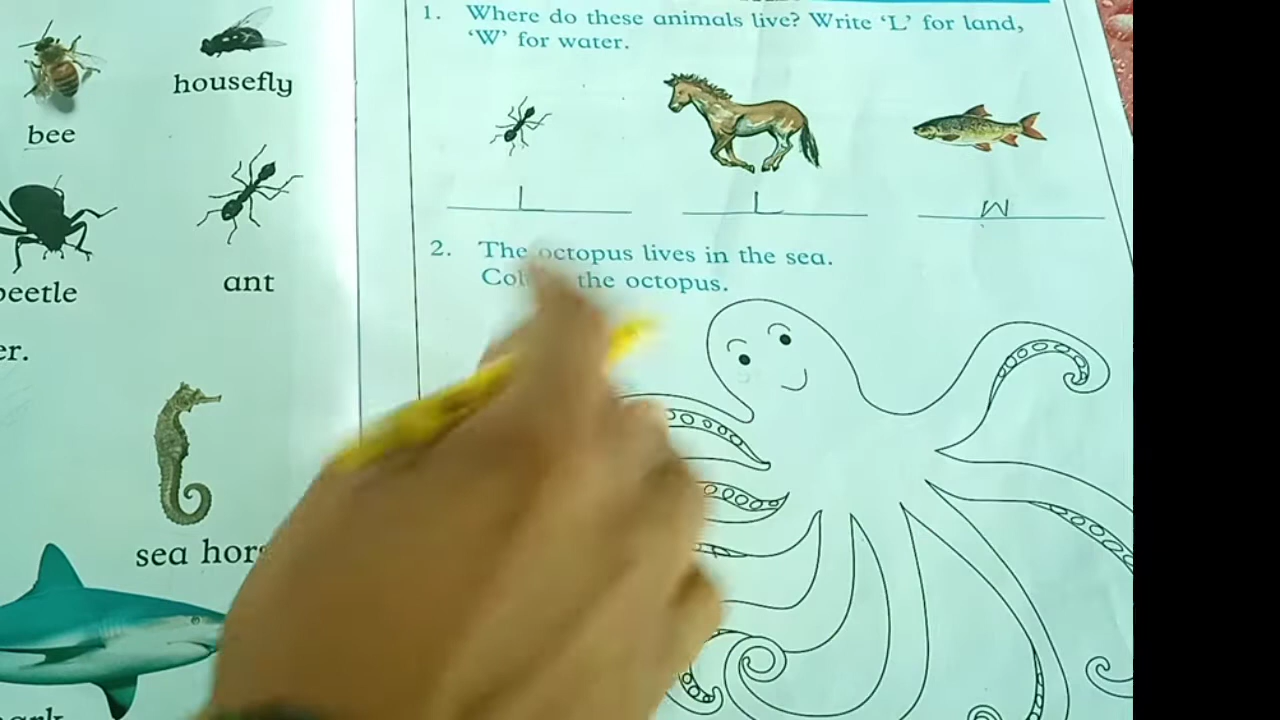 housefly
bee
beetle
ant
er.
sea hor
1. Where do these animals live? Write ‘L’ for land,
‘W’ for water.
L L W
2. The octopus lives in the sea.
Col the octopus.